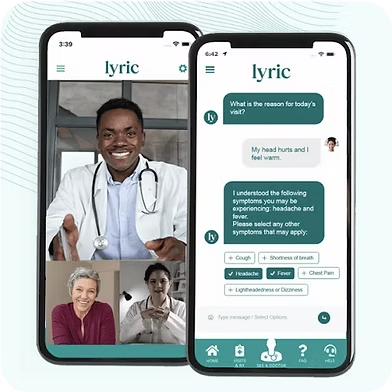 3:39
lyric
6:42
lyric
What is the reason for today's
visit?
ly
My head hurts and I
feel warm.
I understood the following
symptoms you may be
experiencing: headache and
fever.
Please select any other
symptoms that may apply:
ly
+ Cough
+ Shortness of breath
✓ Headache
✓ Fever
+ Chest Pain
+ Lightheadedness or Dizziness
Type message / Select Options
HOME
VISITS
& RX
SEE A DOCTOR
FAQ
HELP